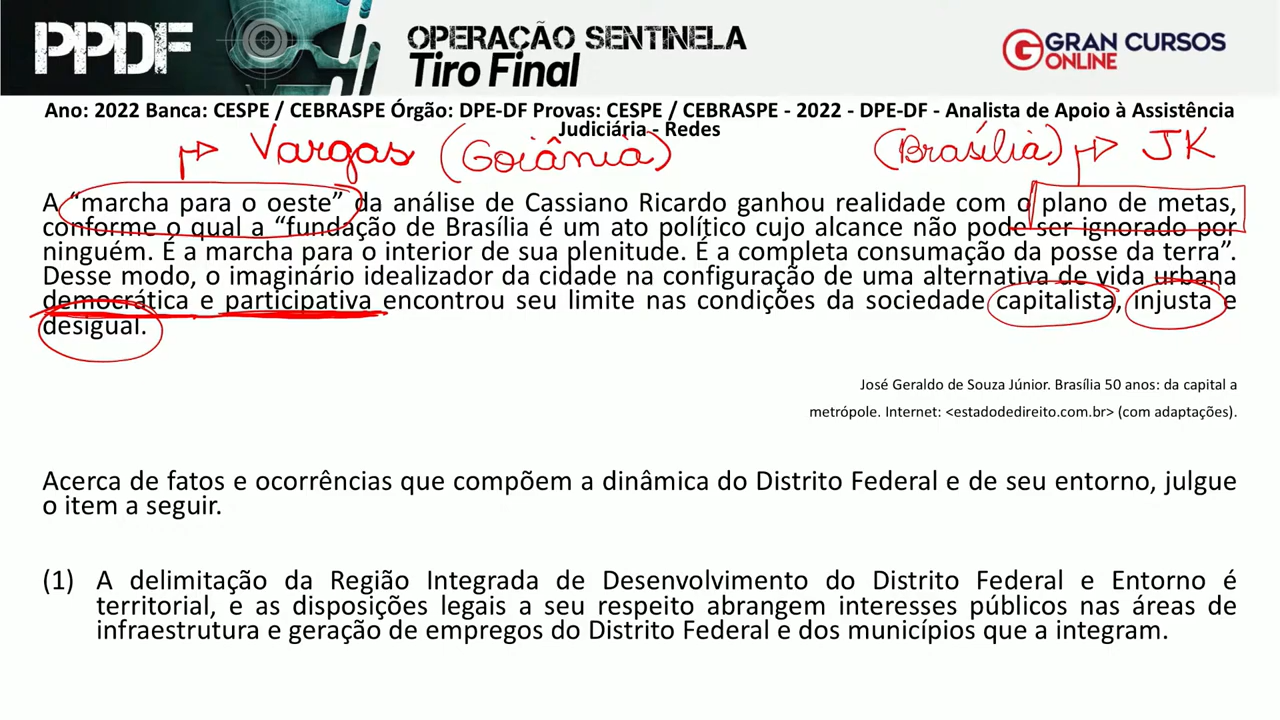 PPDF
OPERAÇÃO SENTINELA
Tiro Final
GRAN CURSOS
ONLINE
Ano: 2022 Banca: CESPE / CEBRASPE Órgão: DPE-DF Provas: CESPE / CEBRASPE - 2022 - DPE-DF - Analista de Apoio à Assistência
Judiciária - Redes
Vargas (Goiânia) (Brasília) JK
A “marcha para o oeste” da análise de Cassiano Ricardo ganhou realidade com o plano de metas,
conforme o qual a “fundação de Brasília é um ato político cujo alcance não pode ser ignorado por
ninguém. É a marcha para o interior de sua plenitude. É a completa consumação da posse da terra”.
Desse modo, o imaginário idealizador da cidade na configuração de uma alternativa de vida urbana
democrática e participativa encontrou seu limite nas condições da sociedade capitalista, injusta e
desigual.
José Geraldo de Souza Júnior. Brasília 50 anos: da capital a
metrópole. Internet: <estadodedireito.com.br> (com adaptações).
Acerca de fatos e ocorrências que compõem a dinâmica do Distrito Federal e de seu entorno, julgue
o item a seguir.
(1) A delimitação da Região Integrada de Desenvolvimento do Distrito Federal e Entorno é
territorial, e as disposições legais a seu respeito abrangem interesses públicos nas áreas de
infraestrutura e geração de empregos do Distrito Federal e dos municípios que a integram.